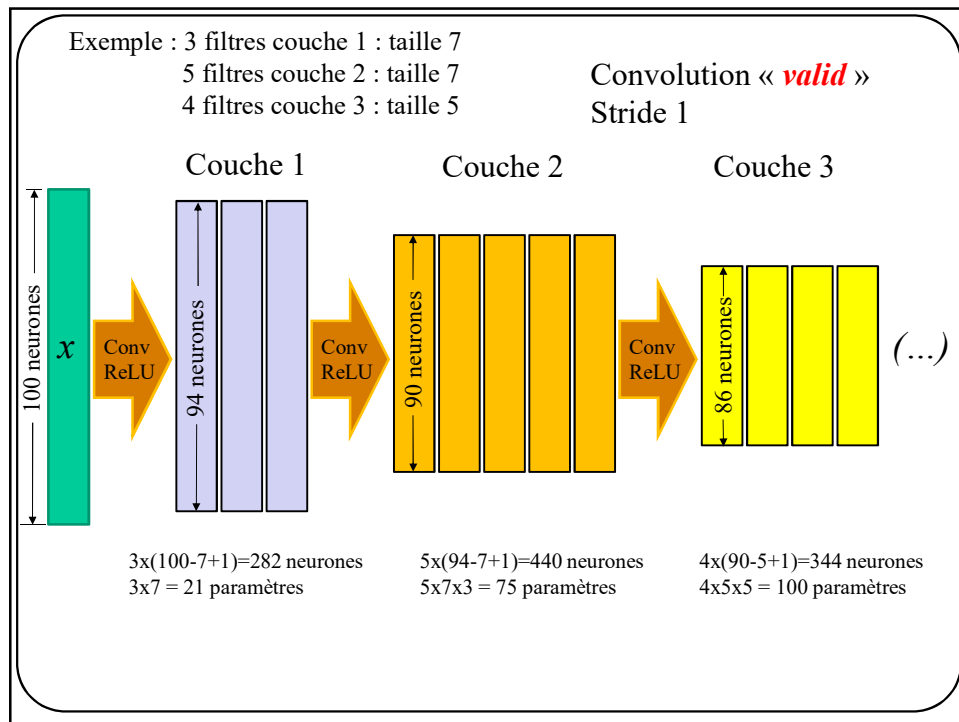 Exemple : 3 filtres couche 1 : taille 7
5 filtres couche 2 : taille 7
4 filtres couche 3 : taille 5
Convolution « valid »
Stride 1
Couche 1
Couche 2
Couche 3
100 neurones
x
Conv
ReLU
94 neurones
Conv
ReLU
90 neurones
Conv
ReLU
86 neurones
(...)
3x(100-7+1)=282 neurones
3x7 = 21 paramètres
5x(94-7+1)=440 neurones
5x7x3 = 75 paramètres
4x(90-5+1)=344 neurones
4x5x5 = 100 paramètres